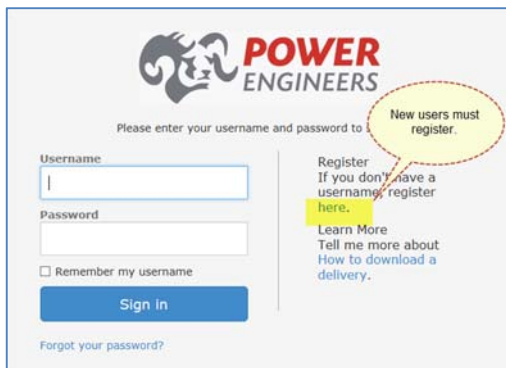 POWER
ENGINEERS
Please enter your username and password to
New users must
register.
Username
Password
Remember my username
Sign in
Forgot your password?
Register
If you don't have a
username, register
here.
Learn More
Tell me more about
How to download a
delivery.